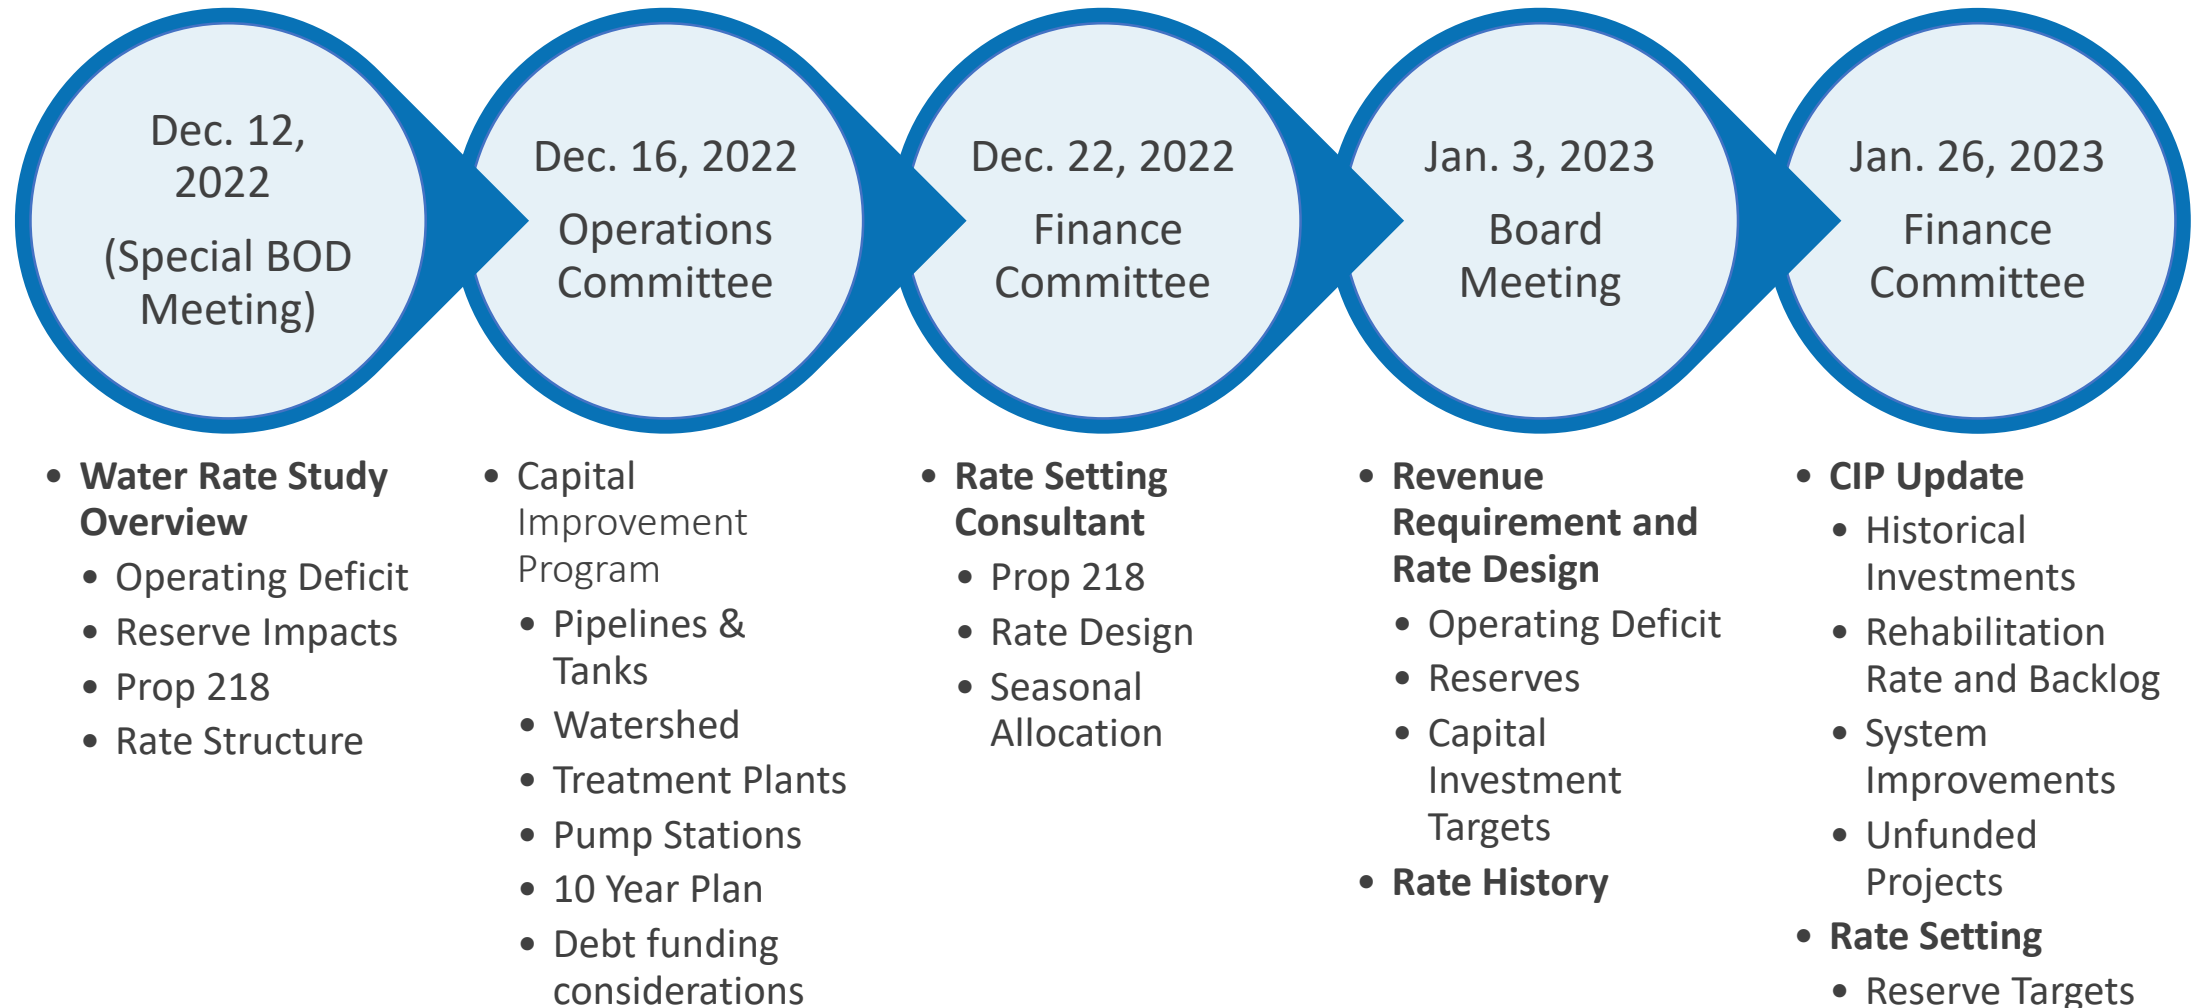 Dec. 12,
2022
(Special BOD
Meeting)
Dec. 16, 2022
Operations
Committee
Dec. 22, 2022
Finance
Committee
Jan. 3, 2023
Board
Meeting
Jan. 26, 2023
Finance
Committee
• Water Rate Study
Overview
• Operating Deficit
• Reserve Impacts
• Prop 218
• Rate Structure
• Capital
Improvement
Program
• Pipelines &
Tanks
• Watershed
• Treatment Plants
• Pump Stations
• 10 Year Plan
• Debt funding
considerations
• Rate Setting
Consultant
• Prop 218
• Rate Design
• Seasonal
Allocation
• Revenue
Requirement and
Rate Design
• Operating Deficit
• Reserves
• Capital
Investment
Targets
• Rate History
• CIP Update
• Historical
Investments
• Rehabilitation
Rate and Backlog
• System
Improvements
• Unfunded
Projects
• Rate Setting
• Reserve Targets